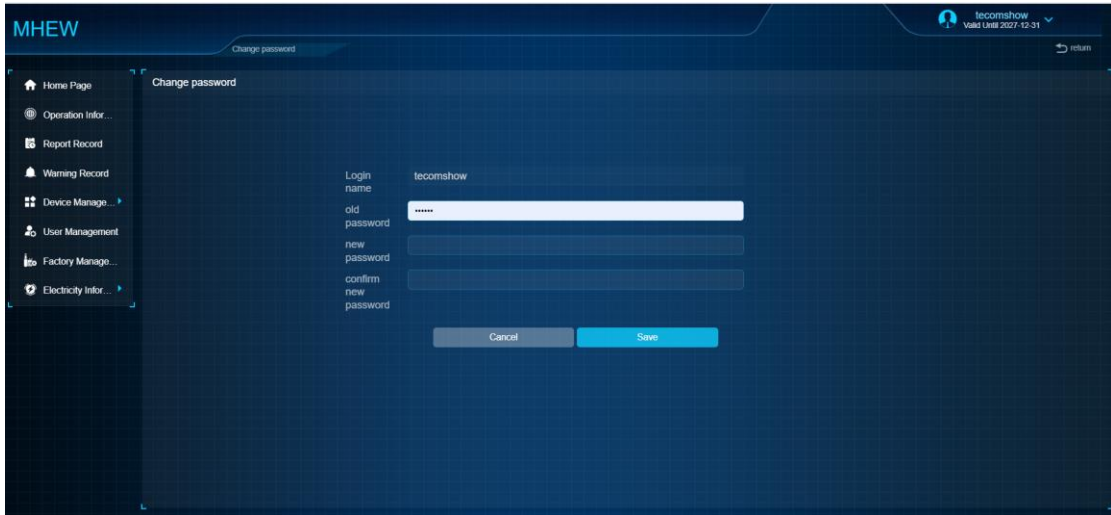 MHEW
tecomshow
Valid Until 2027-12-31
Change password
return
Home Page
Operation Infor...
Report Record
Warning Record
Device Manage...
User Management
Factory Manage...
Electricity Infor...
Change password
Login
name
tecomshow
old
password
••••••
new
password
confirm
new
password
Cancel
Save